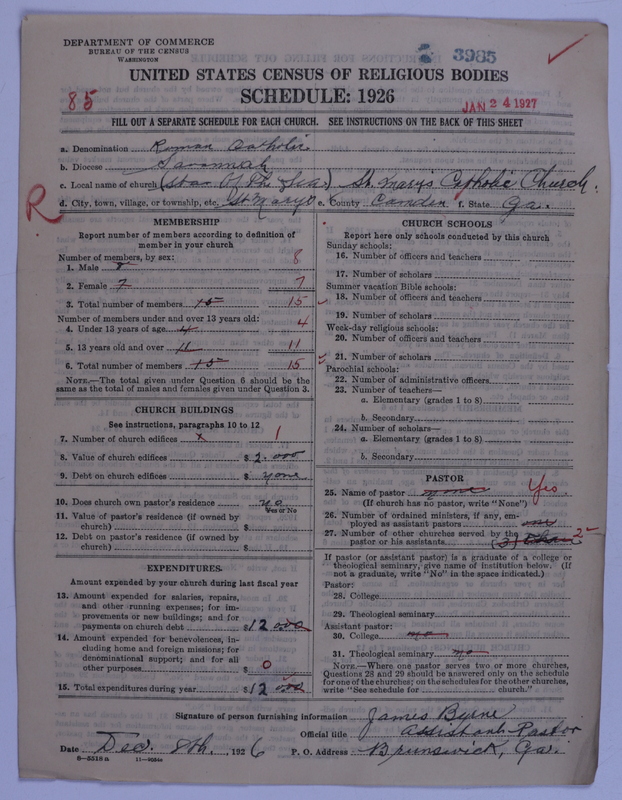 DEPARTMENT OF COMMERCE
BUREAU OF THE CENSUS
WASHINGTON
3985
UNITED STATES CENSUS OF RELIGIOUS BODIES
85
SCHEDULE: 1926
JAN 24 1927
FILL OUT A SEPARATE SCHEDULE FOR EACH CHURCH. SEE INSTRUCTIONS ON THE BACK OF THIS SHEET
a. Denomination Roman Catholic
b. Diocese Savannah
c. Local name of church (Star Of The Sea) St. Mary's Catholic Church.
R d. City, town, village, or township, etc. St Marys e. County Camden f. State Ga.
MEMBERSHIP
Report number of members according to definition of member in your church
Number of members, by sex:
1. Male 8 8
2. Female 7 7
3. Total number of members 15 15
Number of members under and over 13 years old:
4. Under 13 years of age 4 4
5. 13 years old and over 11 11
6. Total number of members 15 15
NOTE.—The total given under Question 6 should be the same as the total of males and females given under Question 3.
CHURCH BUILDINGS
See instructions, paragraphs 10 to 12
7. Number of church edifices 1
8. Value of church edifices $ 2.000
9. Debt on church edifices $
10. Does church own pastor's residence no
Yes or No
11. Value of pastor's residence (if owned by church) $
12. Debt on pastor's residence (if owned by church) $
EXPENDITURES
Amount expended by your church during last fiscal year
13. Amount expended for salaries, repairs, and other running expenses; for improvements or new buildings; and for payments on church debt $12 000
14. Amount expended for benevolences, including home and foreign missions; for denominational support; and for all other purposes $ 0
15. Total expenditures during year $12 000
CHURCH SCHOOLS
Report here only schools conducted by this church
Sunday schools:
16. Number of officers and teachers
17. Number of scholars
Summer vacation Bible schools:
18. Number of officers and teachers
19. Number of scholars
Week-day religious schools:
20. Number of officers and teachers
21. Number of scholars
Parochial schools:
22. Number of administrative officers
23. Number of teachers—
a. Elementary (grades 1 to 8)
b. Secondary
24. Number of scholars—
a. Elementary (grades 1 to 8)
b. Secondary
PASTOR
25. Name of pastor none Yes
(If church has no pastor, write "None")
26. Number of ordained ministers, if any, employed as assistant pastors one
27. Number of other churches served by the pastor or his assistants 2
If pastor (or assistant pastor) is a graduate of a college or theological seminary, give name of institution below. (If not a graduate, write "No" in the space indicated.)
Pastor:
28. College
29. Theological seminary
Assistant pastor:
30. College no
31. Theological seminary no
NOTE.—Where one pastor serves two or more churches, Questions 28 and 29 should be answered only on the schedule for one of the churches; on the schedules for the other churches, write "See schedule for church."
Signature of person furnishing information James Byrne
Official title assistant Pastor
Date Dec. 8th, 1926 P. O. Address Brunswick, Ga.
8—5518a 11—9054a